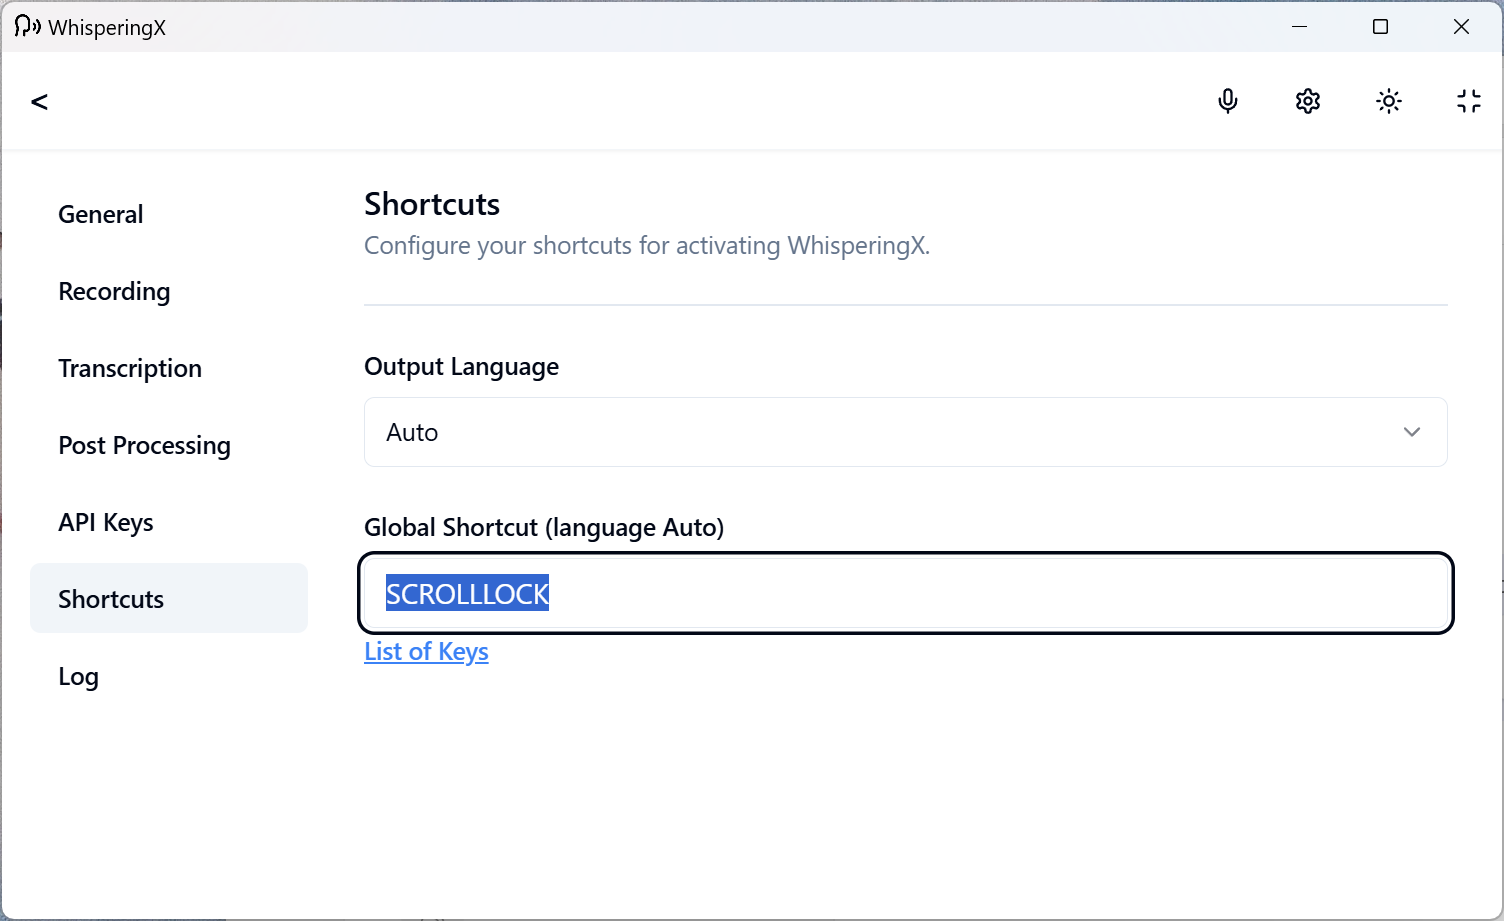 WhisperingX
<
General
Recording
Transcription
Post Processing
API Keys
Shortcuts
Log
Shortcuts
Configure your shortcuts for activating WhisperingX.
Output Language
Auto
Global Shortcut (language Auto)
SCROLLLOCK
List of Keys